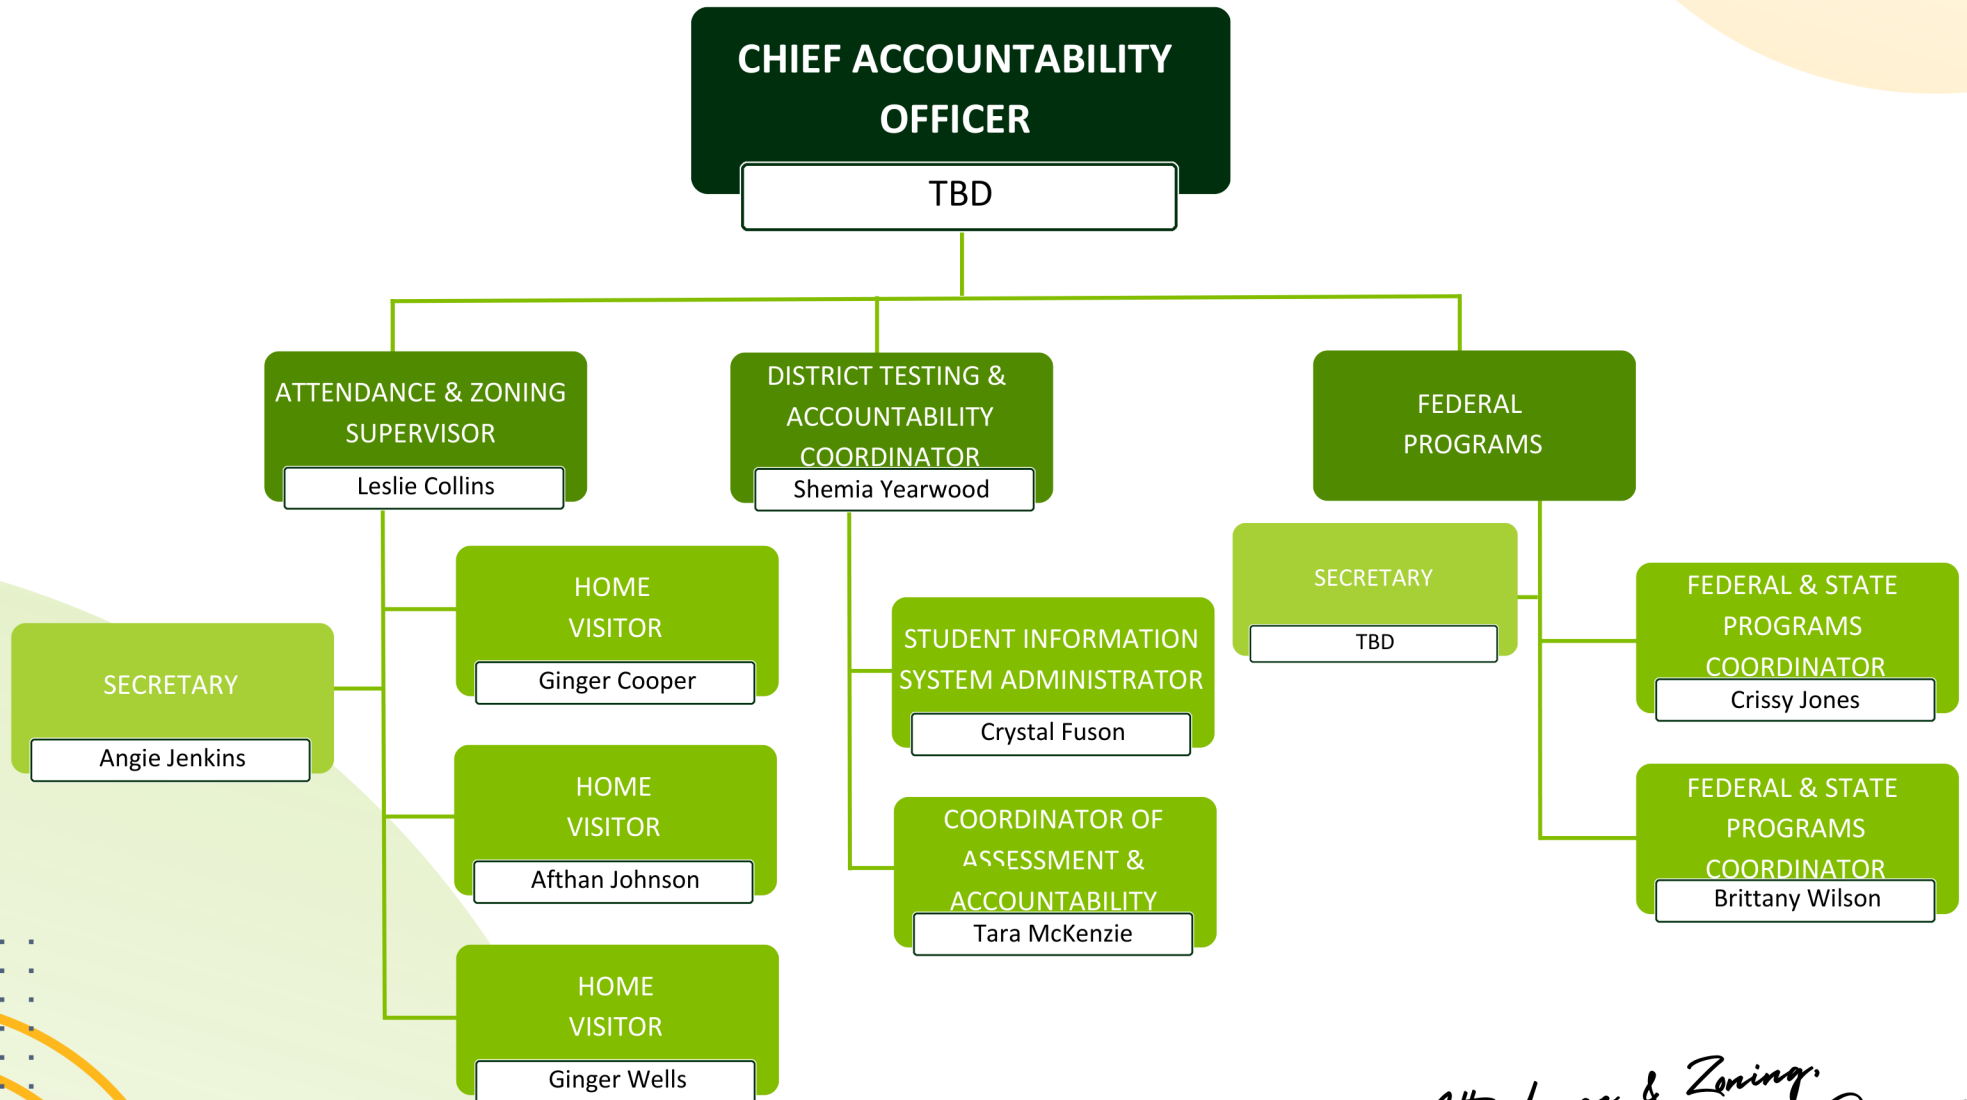 CHIEF ACCOUNTABILITY
OFFICER
TBD
ATTENDANCE & ZONING
SUPERVISOR
Leslie Collins
DISTRICT TESTING &
ACCOUNTABILITY
COORDINATOR
Shemia Yearwood
FEDERAL
PROGRAMS
SECRETARY
Angie Jenkins
HOME
VISITOR
Ginger Cooper
HOME
VISITOR
Afthan Johnson
HOME
VISITOR
Ginger Wells
STUDENT INFORMATION
SYSTEM ADMINISTRATOR
Crystal Fuson
COORDINATOR OF
ASSESSMENT &
ACCOUNTABILITY
Tara McKenzie
SECRETARY
TBD
FEDERAL & STATE
PROGRAMS
COORDINATOR
Crissy Jones
FEDERAL & STATE
PROGRAMS
COORDINATOR
Brittany Wilson
& Zoning,